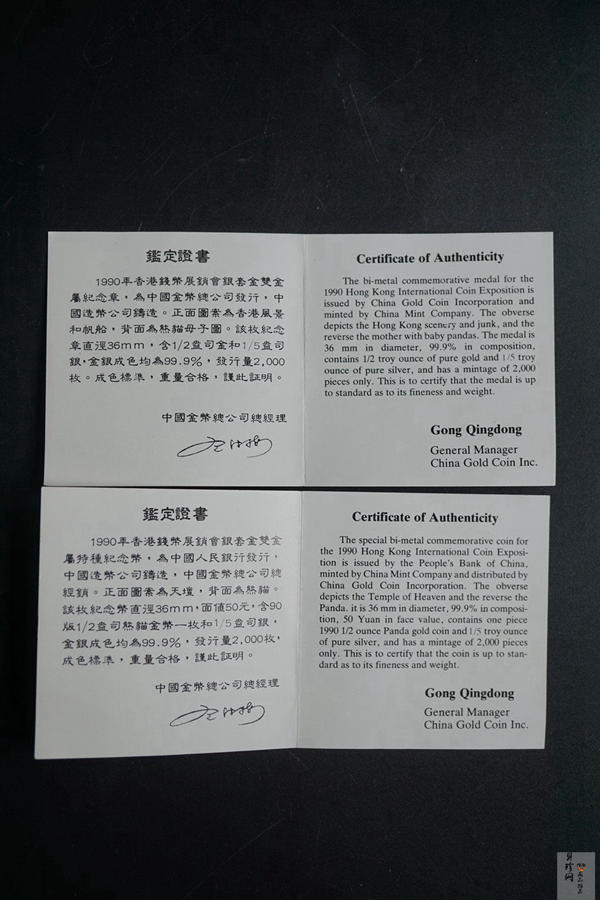 鑑定證書
1990年香港錢幣展銷會銀套金雙金
屬紀念章，為中國金幣總公司發行，中
國造幣公司鑄造。正面圖案為香港風景
和帆船，背面為熊貓母子圖。該枚紀念
章直徑36mm，含1/2盎司金和1/5盎司
銀，金銀成色均為99.9%，發行量2,000
枚。成色標準，重量合格，謹此証明。
中國金幣總公司總經理
Certificate of Authenticity
The bi-metal commemorative medal for the
1990 Hong Kong International Coin Exposition is
issued by China Gold Coin Incorporation and
minted by China Mint Company. The obverse
depicts the Hong Kong scenery and junk, and
the reverse the mother with baby pandas. The medal is
36 mm in diameter, 99.9% in composition,
contains 1/2 troy ounce of pure gold and 1/5 troy
ounce of pure silver, and has a mintage of 2,000
pieces only. This is to certify that the medal is up
to standard as to its fineness and weight.
Gong Qingdong
General Manager
China Gold Coin Inc.
鑑定證書
1990年香港錢幣展銷會銀套金雙金
屬特種紀念幣，為中國人民銀行發行，
中國造幣公司鑄造，中國金幣總公司總
經銷。正面圖案為天壇，背面為熊貓。
該枚紀念幣直徑36mm，面值50元，含90
版1/2盎司熊貓金幣一枚和1/5盎司銀，
金銀成色均為99.9%，發行量2,000枚，
成色標準，重量合格，謹此証明。
中國金幣總公司總經理
Certificate of Authenticity
The special bi-metal commemorative coin for
the 1990 Hong Kong International Coin Exposi-
tion is issued by the People's Bank of China,
minted by China Mint Company and distributed by
China Gold Coin Incorporation. The obverse
depicts the Temple of Heaven and the reverse the
Panda. it is 36 mm in diameter, 99.9% in composi-
tion, 50 Yuan in face value, contains one piece
1990 1/2 ounce Panda gold coin and 1/5 troy ounce
of pure silver, and has a mintage of 2,000 pieces
only. This is to certify that the coin is up to stan-
dard as to its fineness and weight.
Gong Qingdong
General Manager
China Gold Coin Inc.